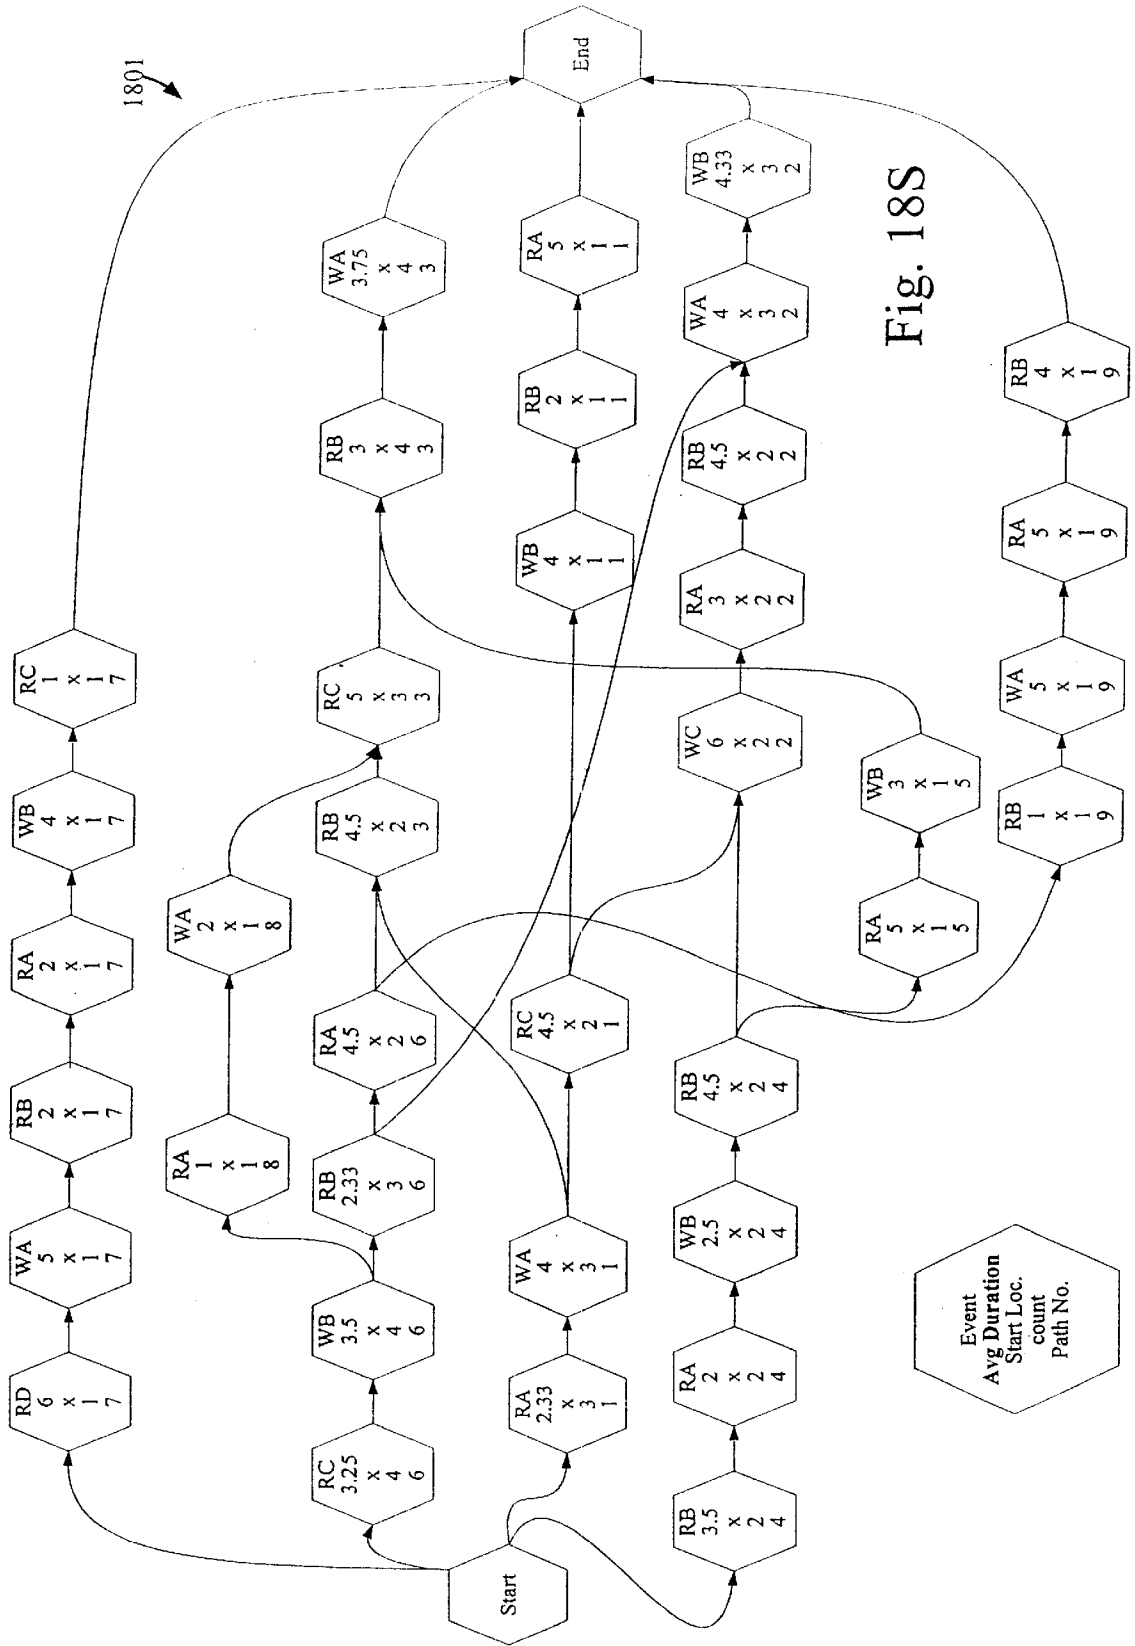 1801
End
Start
RD
6
x
1
7
WA
5
x
1
7
RB
2
x
1
7
RA
2
x
1
7
WB
4
x
1
7
RC
1
x
1
7
RA
1
x
1
8
WA
2
x
1
8
RC
3.25
x
4
6
WB
3.5
x
4
6
RB
2.33
x
3
6
RA
4.5
x
2
6
RB
4.5
x
2
3
RC
5
x
3
3
RB
3
x
4
3
WA
3.75
x
4
3
RA
2.33
x
3
1
WA
4
x
3
1
RC
4.5
x
2
1
WB
4
x
1
1
RB
2
x
1
1
RA
5
x
1
1
RB
3.5
x
2
4
RA
2
x
2
4
WB
2.5
x
2
4
RB
4.5
x
2
4
WC
6
x
2
2
RA
3
x
2
2
RB
4.5
x
2
2
WA
4
x
3
2
WB
4.33
x
3
2
RA
5
x
1
5
WB
3
x
1
5
RB
1
x
1
9
WA
5
x
1
9
RA
5
x
1
9
RB
4
x
1
9
Event
Avg Duration
Start Loc.
count
Path No.
Fig. 18S